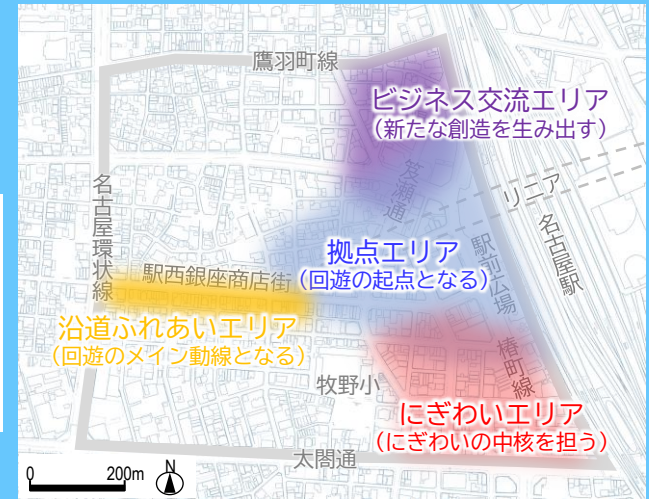 鷹羽町線
ビジネス交流エリア
(新たな創造を生み出す)
笈瀬通
リニア
名古屋駅
名古屋環状線
拠点エリア
(回遊の起点となる)
駅前広場
駅西銀座商店街
沿道ふれあいエリア
(回遊のメイン動線となる)
椿町線
牧野小
にぎわいエリア
(にぎわいの中核を担う)
太閤通
0 200m N